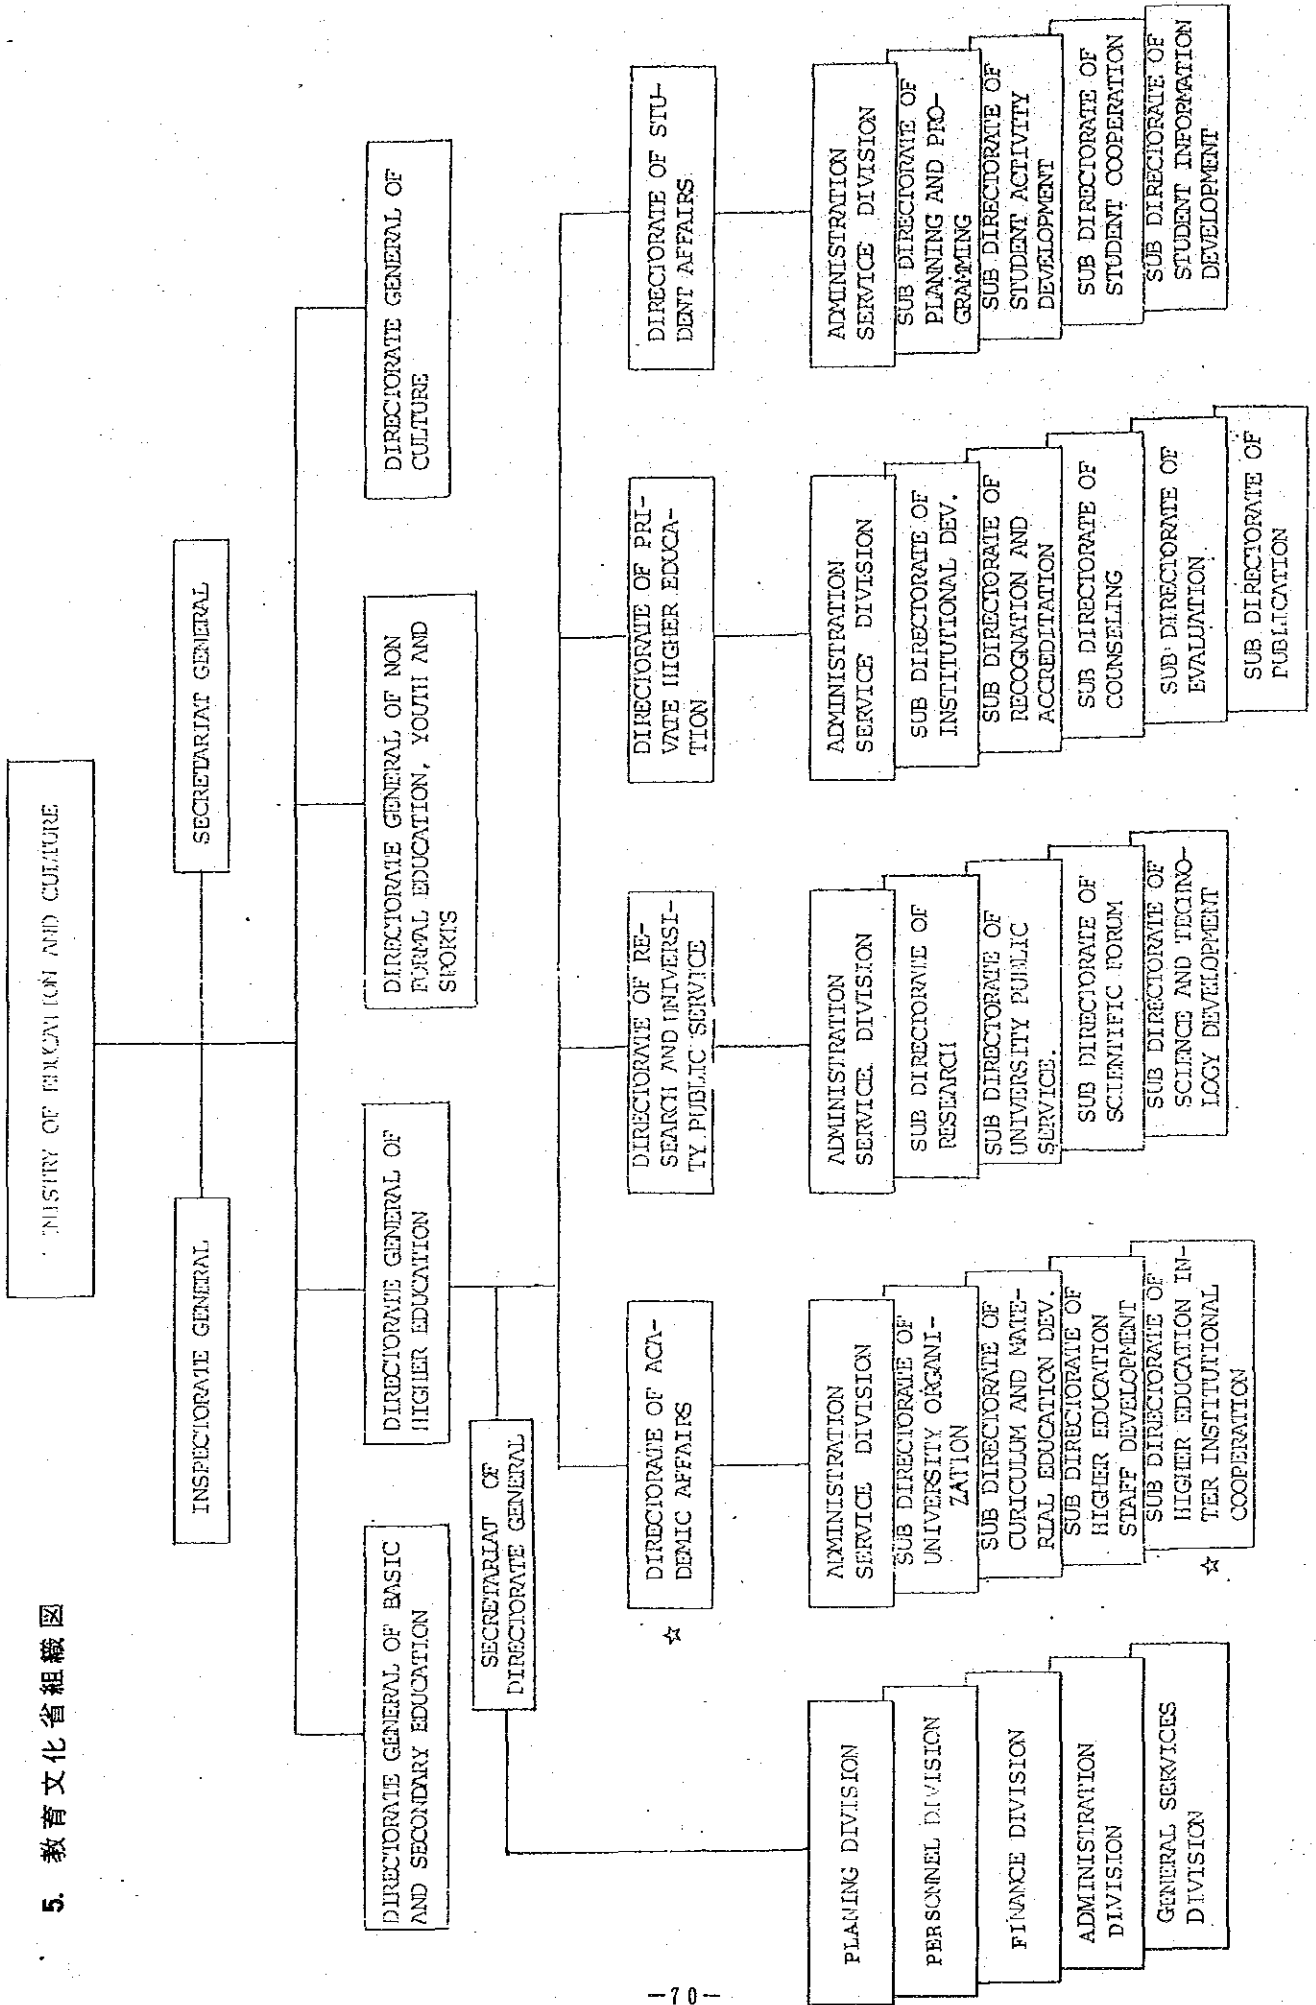 5. 教育文化省組織図
MINISTRY OF EDUCATION AND CULTURE
INSPECTORATE GENERAL
SECRETARIAT GENERAL
DIRECTORATE GENERAL OF BASIC
AND SECONDARY EDUCATION
DIRECTORATE GENERAL OF
HIGHER EDUCATION
DIRECTORATE GENERAL OF NON
FORMAL EDUCATION, YOUTH AND
SPORTS
DIRECTORATE GENERAL OF
CULTURE
SECRETARIAT OF
DIRECTORATE GENERAL
☆
DIRECTORATE OF ACA-
DEMIC AFFAIRS
DIRECTORATE OF RE-
SEARCH AND UNIVERSI-
TY PUBLIC SERVICE
DIRECTORATE OF PRI-
VATE HIGHER EDUCA-
TION
DIRECTORATE OF STU-
DENT AFFAIRS
PLANING DIVISION
PERSONNEL DIVISION
FINANCE DIVISION
ADMINISTRATION
DIVISION
GENERAL SERVICES
DIVISION
ADMINISTRATION
SERVICE DIVISION
SUB DIRECTORATE OF
UNIVERSITY ORGANI-
ZATION
SUB DIRECTORATE OF
CURICULUM AND MATE-
RIAL EDUCATION DEV.
SUB DIRECTORATE OF
HIGHER EDUCATION
STAFF DEVELOPMENT
SUB DIRECTORATE OF
HIGHER EDUCATION IN-
TER INSTITUTIONAL
COOPERATION
☆
ADMINISTRATION
SERVICE DIVISION
SUB DIRECTORATE OF
RESEARCH
SUB DIRECTORATE OF
UNIVERSITY PUBLIC
SERVICE.
SUB DIRECTORATE OF
SCIENTIFIC FORUM
SUB DIRECTORATE OF
SCIENCE AND TECHNO-
LOGY DEVELOPMENT
ADMINISTRATION
SERVICE DIVISION
SUB DIRECTORATE OF
INSTITUTIONAL DEV.
SUB DIRECTORATE OF
RECOGNATION AND
ACCREDITATION
SUB DIRECTORATE OF
COUNSELING
SUB DIRECTORATE OF
EVALUATION
SUB DIRECTORATE OF
PUBLICATION
ADMINISTRATION
SERVICE DIVISION
SUB DIRECTORATE OF
PLANNING AND PRO-
GRAMMING
SUB DIRECTORATE OF
STUDENT ACTIVITY
DEVELOPMENT
SUB DIRECTORATE OF
STUDENT COOPERATION
SUB DIRECTORATE OF
STUDENT INFORMATION
DEVELOPMENT
-70-